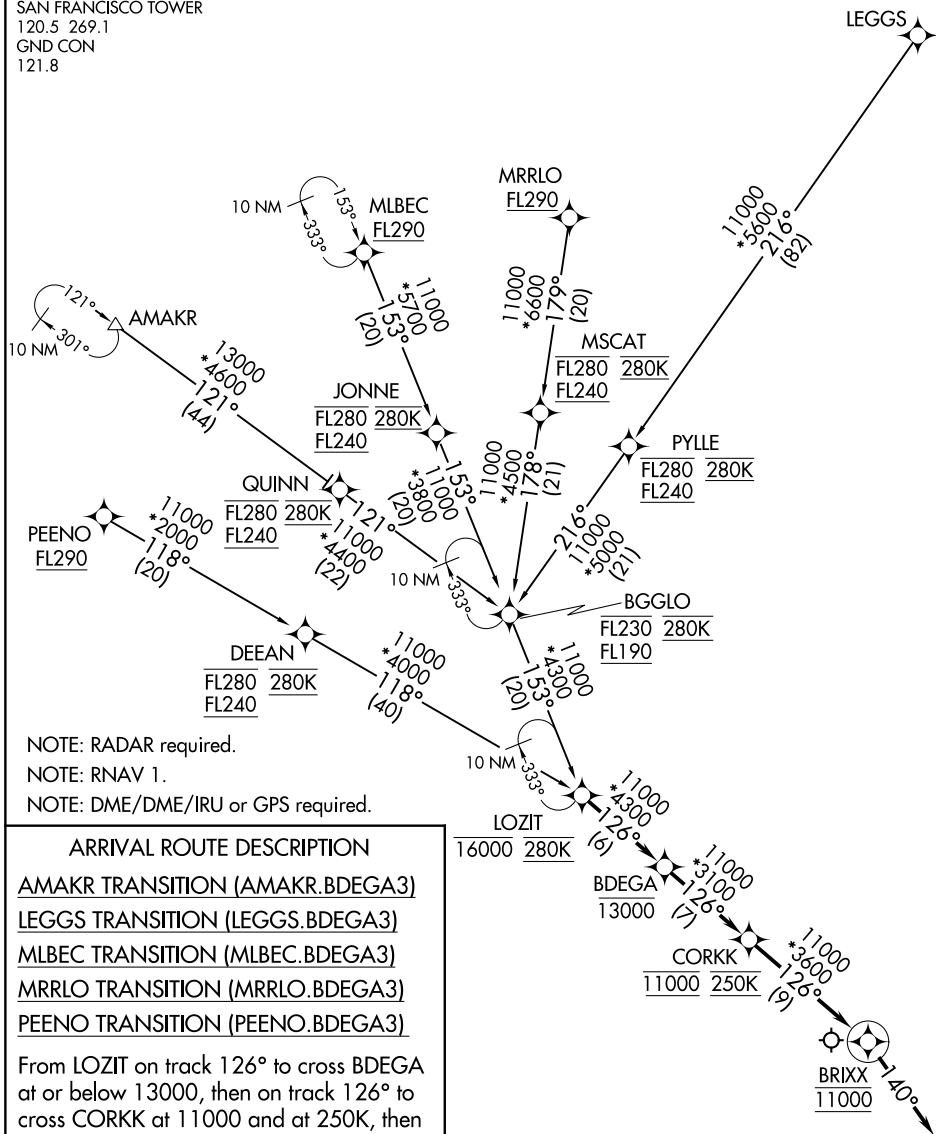 SAN FRANCISCO TOWER
120.5 269.1
GND CON
121.8
LEGGS
11000
*5600
216°
(82)
MRRLO
FL290
11000
*6600
179°
(20)
10 NM
153°
333°
MLBEC
FL290
11000
*5700
153°
(20)
121°
301°
10 NM
AMAKR
13000
*4600
121°
(44)
MSCAT
FL280 280K
FL240
JONNE
FL280 280K
FL240
PYLLE
FL280 280K
FL240
11000
*4500
178°
(21)
153°
11000
*3800
(20)
216°
11000
*5000
(21)
QUINN
FL280 280K
FL240
121°
11000
*4400
(22)
PEENO
FL290
11000
*2000
118°
(20)
10 NM
333°
BGGLO
FL230 280K
FL190
DEEAN
FL280 280K
FL240
11000
*4000
118°
(40)
11000
*4300
153°
(20)
10 NM
333°
NOTE: RADAR required.
NOTE: RNAV 1.
NOTE: DME/DME/IRU or GPS required.
LOZIT
16000 280K
11000
*4300
126°
(6)
BDEGA
13000
11000
*3100
126°
(7)
CORKK
11000 250K
11000
*3600
126°
(9)
BRIXX
11000
140°
ARRIVAL ROUTE DESCRIPTION
AMAKR TRANSITION (AMAKR.BDEGA3)
LEGGS TRANSITION (LEGGS.BDEGA3)
MLBEC TRANSITION (MLBEC.BDEGA3)
MRRLO TRANSITION (MRRLO.BDEGA3)
PEENO TRANSITION (PEENO.BDEGA3)
From LOZIT on track 126° to cross BDEGA
at or below 13000, then on track 126° to
cross CORKK at 11000 and at 250K, then